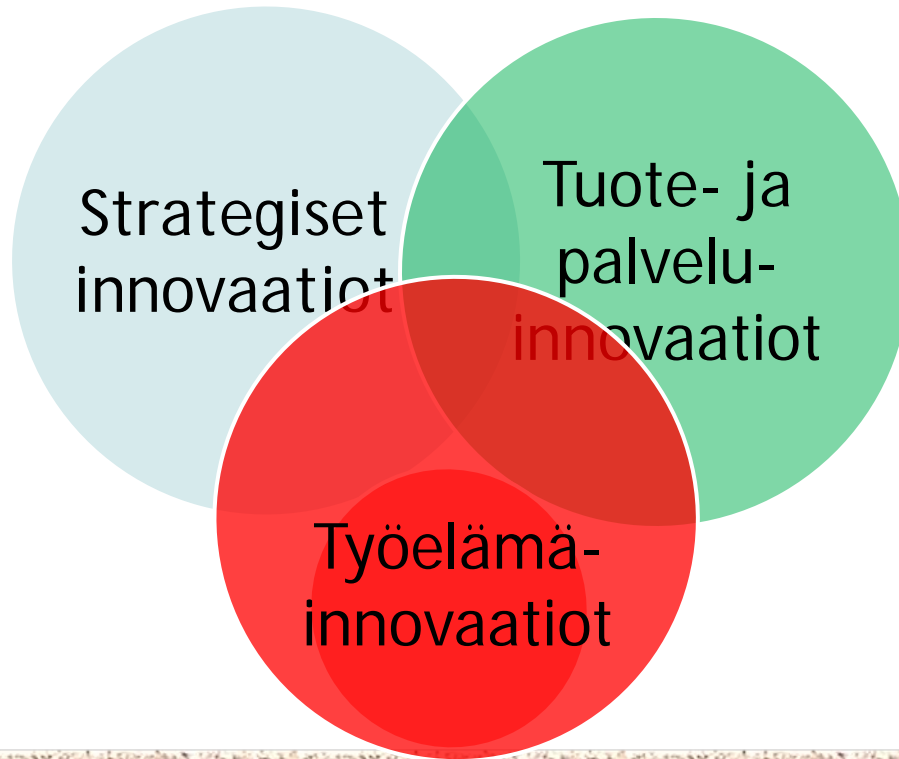 Strategiset
innovaatiot
Tuote- ja
palvelu-
innovaatiot
Työelämä-
innovaatiot